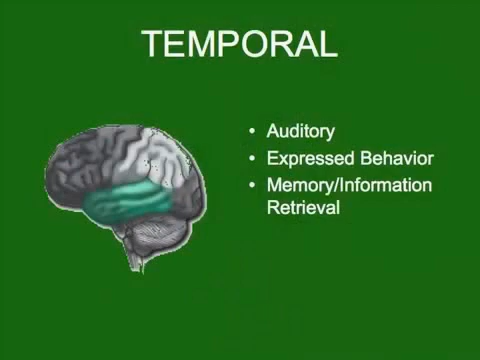 TEMPORAL
• Auditory
• Expressed Behavior
• Memory/Information
Retrieval